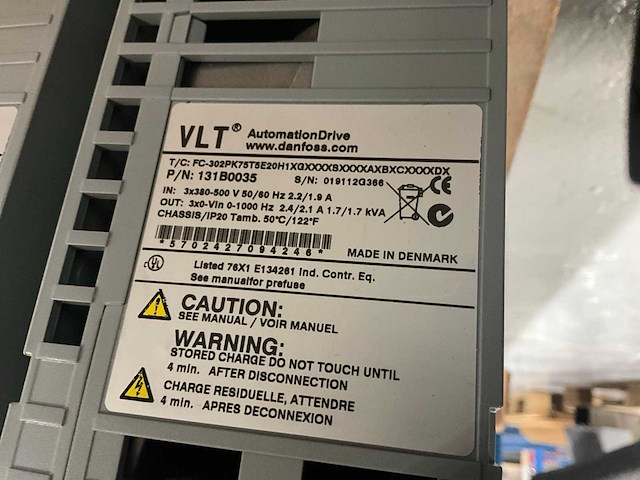 VLT® AutomationDrive
www.danfoss.com
T/C: FC-302PK75T5E20H1XGXXXXSXXXXAXBXCXXXXDX
P/N: 131B0035 S/N: 019112G366
IN: 3x380-500 V 50/60 Hz 2.2/1.9 A
OUT: 3x0-Vin 0-1000 Hz 2.4/2.1 A 1.7/1.7 kVA
CHASSIS/IP20 Tamb. 50°C/122°F
*5702427094246* MADE IN DENMARK
Listed 76X1 E134261 Ind. Contr. Eq.
See manualfor prefuse
CAUTION:
SEE MANUAL / VOIR MANUEL
WARNING:
STORED CHARGE DO NOT TOUCH UNTIL
4 min. AFTER DISCONNECTION
CHARGE RESIDUELLE, ATTENDRE
4 min. APRES DECONNEXION